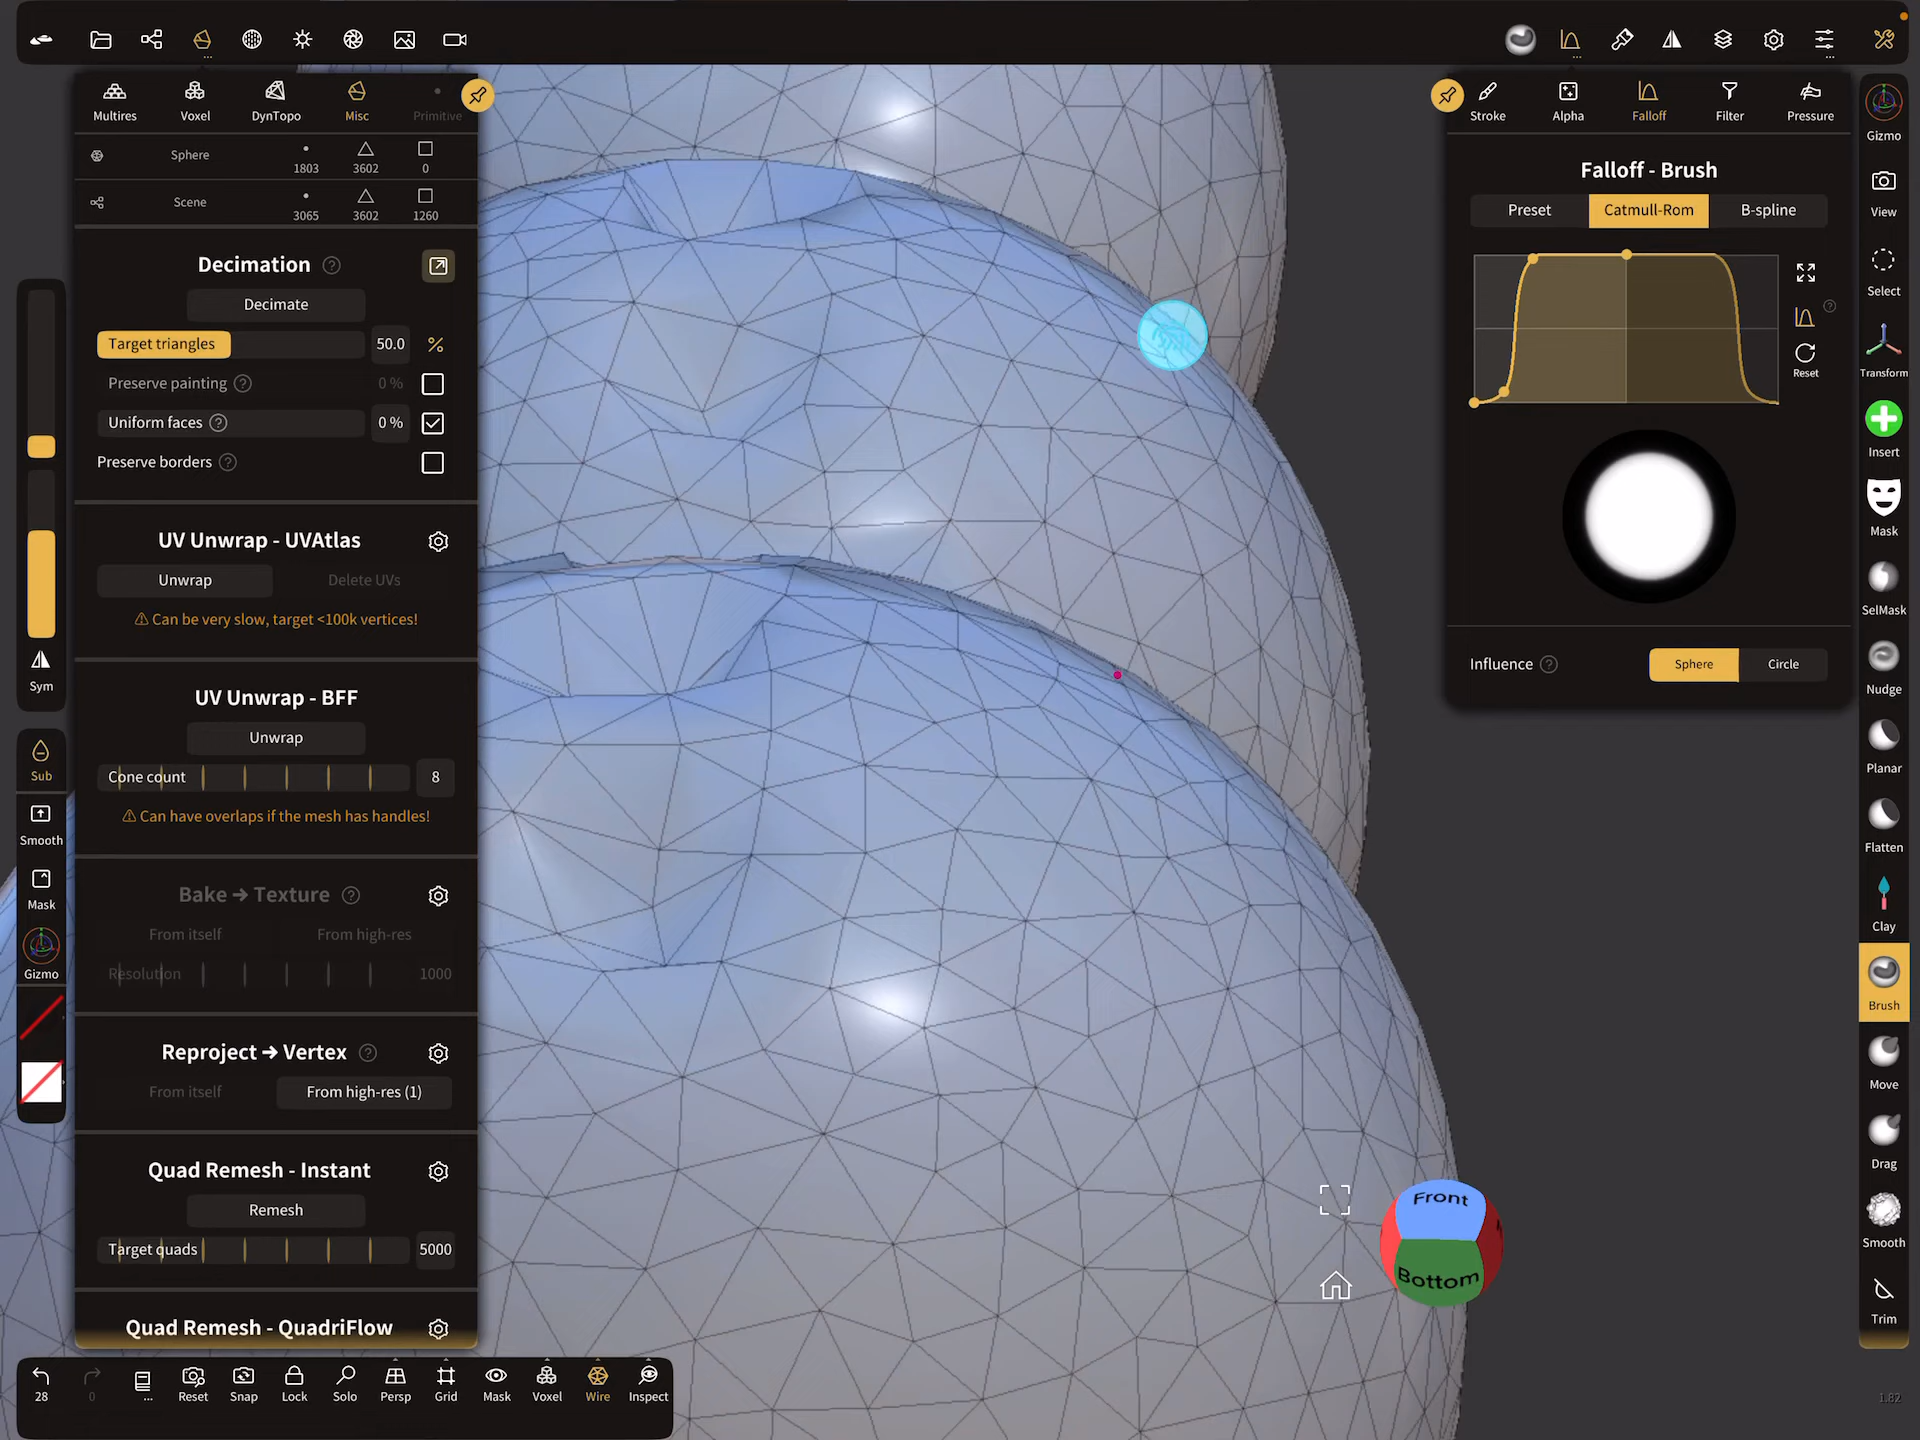 Multires
Voxel
DynTopo
Misc
Primitive
Sphere
1803
3602
0
Scene
3065
3602
1260
Decimation ?
Decimate
Target triangles
50.0
%
Preserve painting ?
0 %
Uniform faces ?
0 %
Preserve borders ?
UV Unwrap - UVAtlas
Unwrap
Delete UVs
⚠ Can be very slow, target <100k vertices!
UV Unwrap - BFF
Unwrap
Cone count
8
⚠ Can have overlaps if the mesh has handles!
Bake → Texture ?
From itself
From high-res
Resolution
1000
Reproject → Vertex ?
From itself
From high-res (1)
Quad Remesh - Instant
Remesh
Target quads
5000
Quad Remesh - QuadriFlow
Sym
Sub
Smooth
Mask
Gizmo
28
0
...
Reset
Snap
Lock
Solo
Persp
Grid
Mask
Voxel
Wire
Inspect
Front
Bottom
Stroke
Alpha
Falloff
Filter
Pressure
Falloff - Brush
Preset
Catmull-Rom
B-spline
?
Reset
Influence ?
Sphere
Circle
Gizmo
View
Select
Transform
Insert
Mask
SelMask
Nudge
Planar
Flatten
Clay
Brush
Move
Drag
Smooth
Trim
1.82